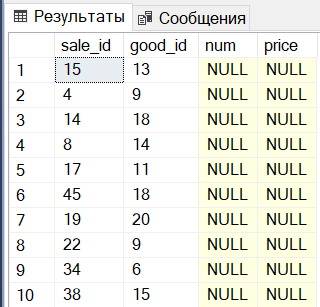 Результаты Сообщения
sale_id good_id num price
1 15 13 NULL NULL
2 4 9 NULL NULL
3 14 18 NULL NULL
4 8 14 NULL NULL
5 17 11 NULL NULL
6 45 18 NULL NULL
7 19 20 NULL NULL
8 22 9 NULL NULL
9 34 6 NULL NULL
10 38 15 NULL NULL